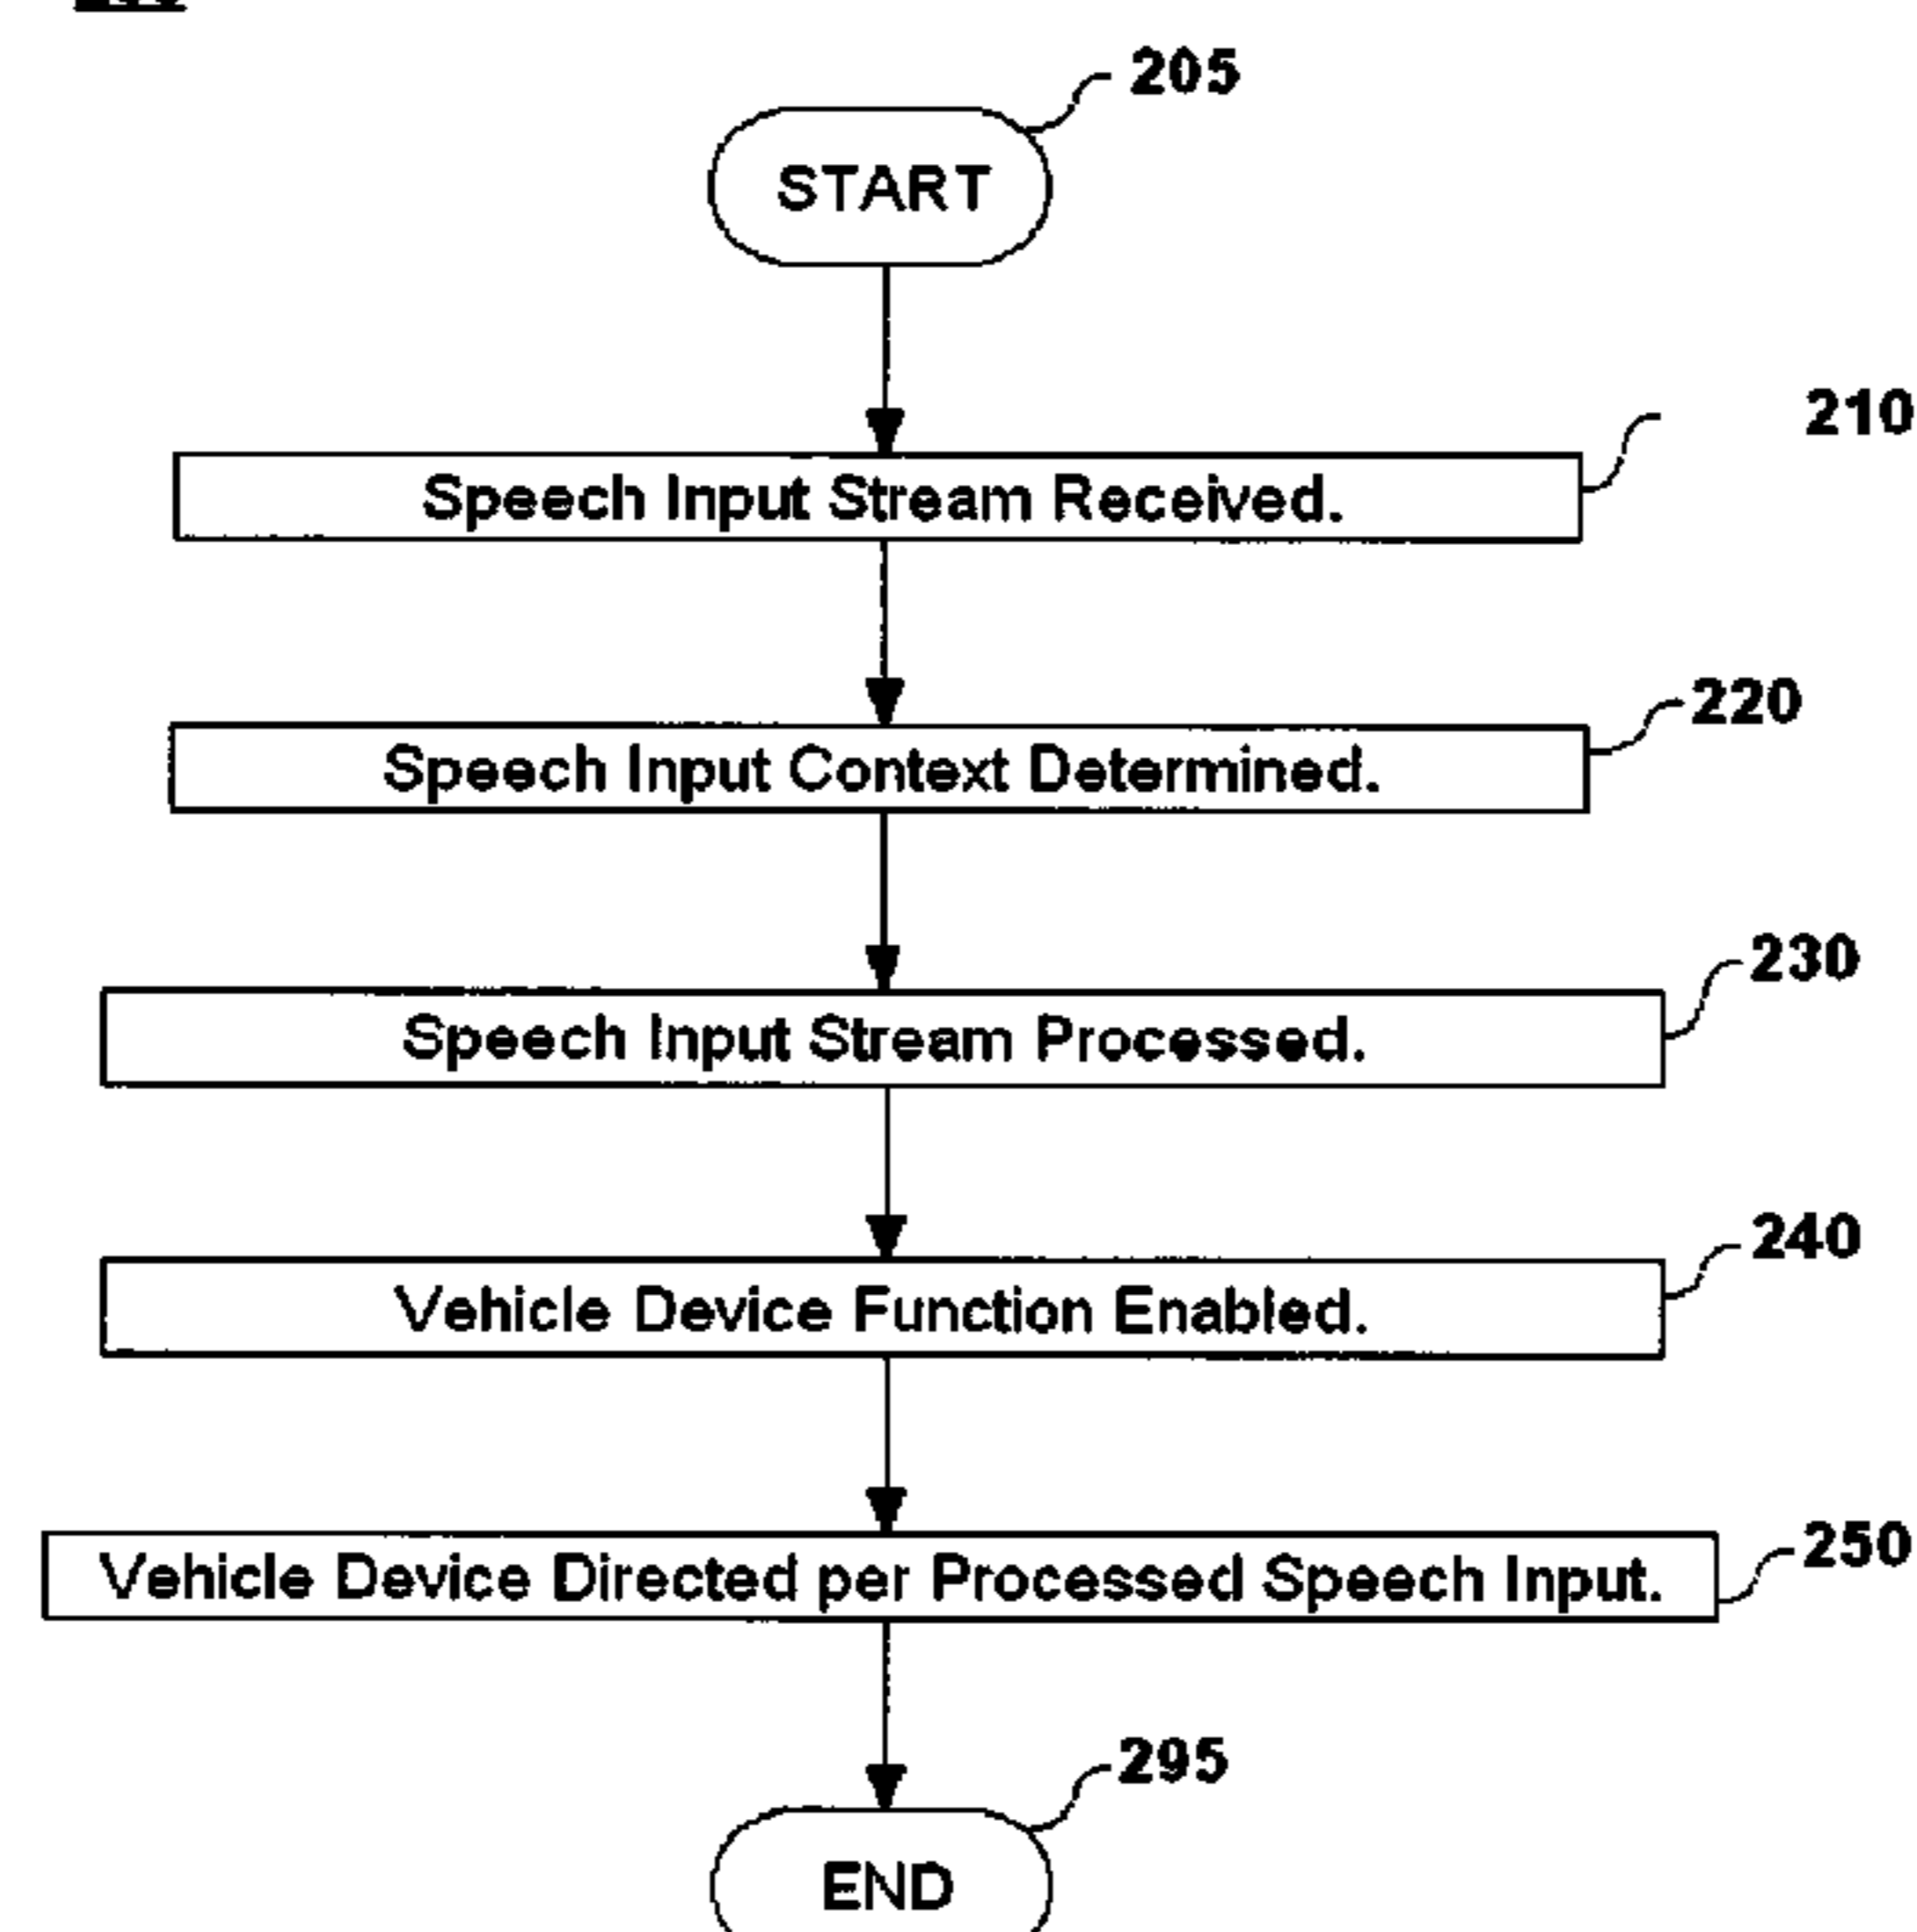 205
START
210
Speech Input Stream Received.
220
Speech Input Context Determined.
230
Speech Input Stream Processed.
240
Vehicle Device Function Enabled.
250
Vehicle Device Directed per Processed Speech Input.
295
END